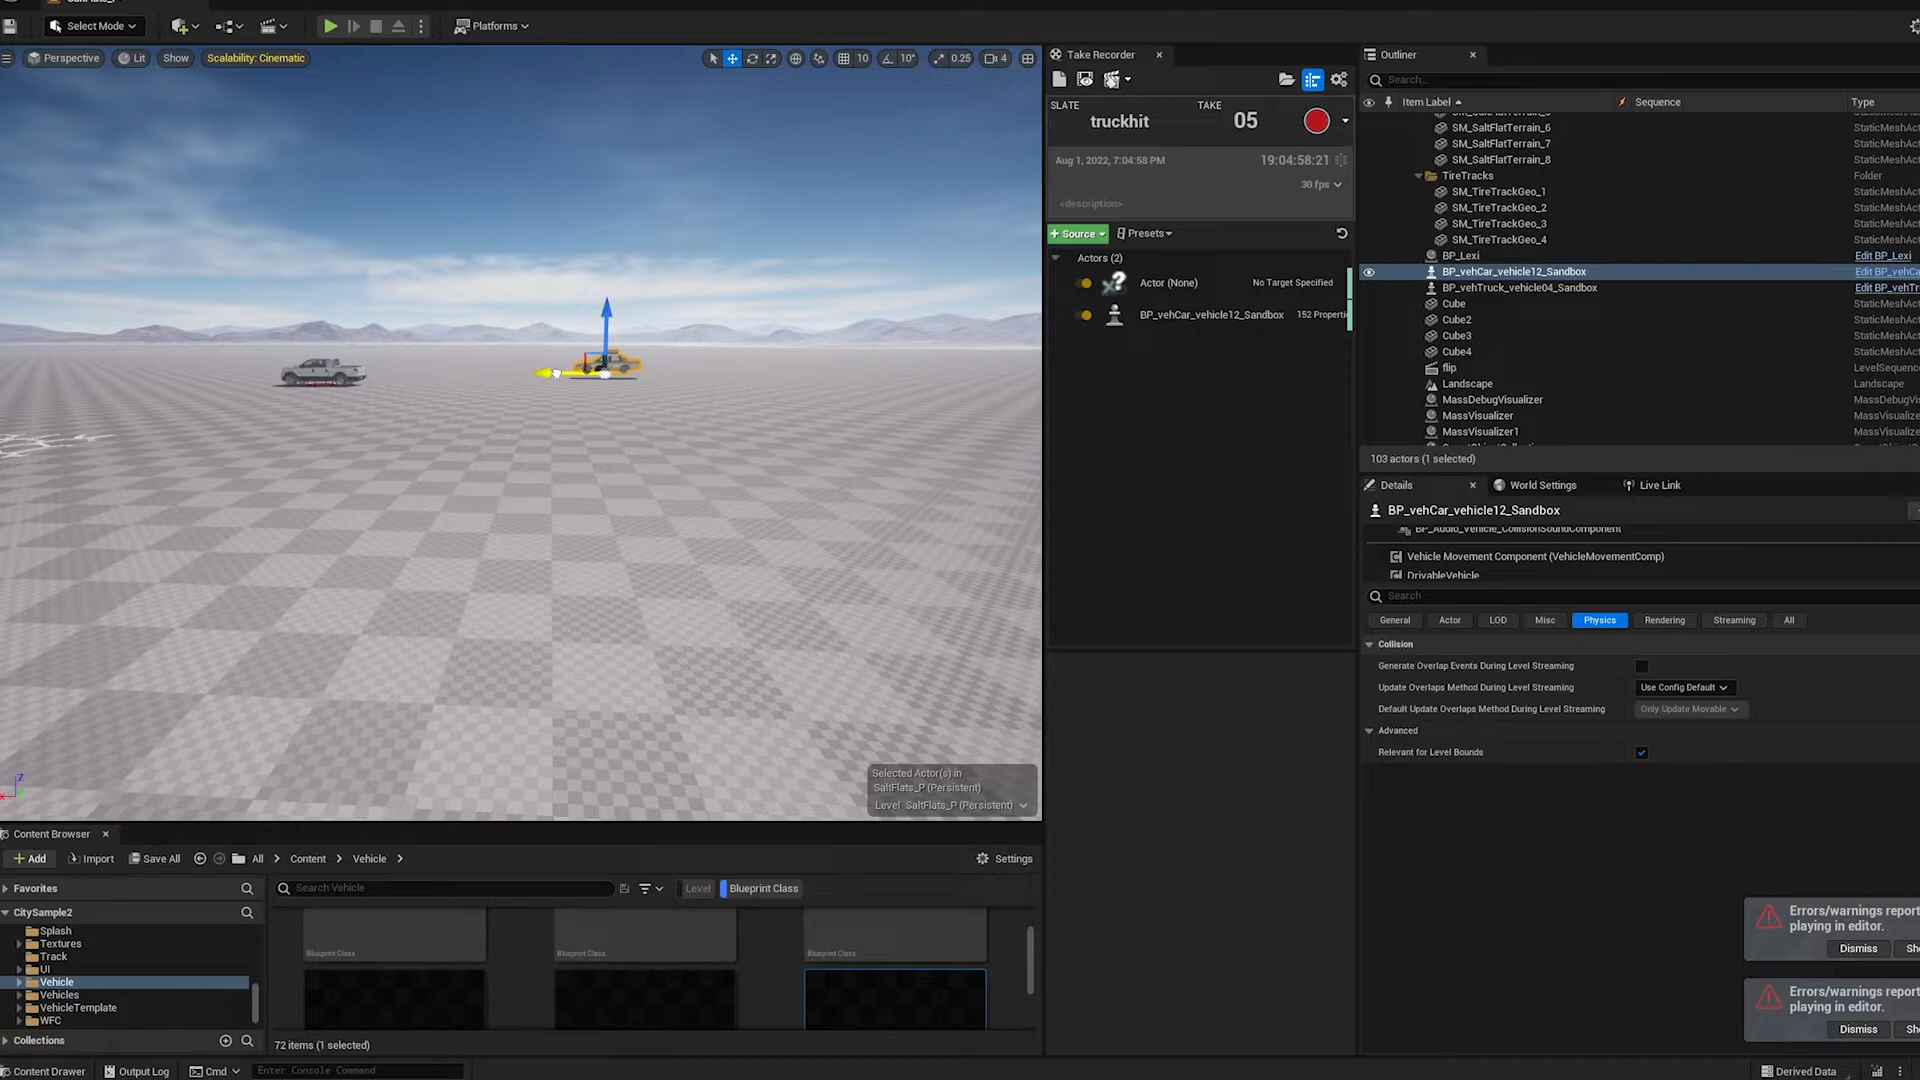 Select Mode
Platforms
Perspective
Lit
Show
Scalability: Cinematic
10
10°
0.25
4
Take Recorder
SLATE
TAKE
truckhit
05
Aug 1, 2022, 7:04:58 PM
19:04:58:21
30 fps
<description>
+ Source
Presets
Actors (2)
Actor (None)
No Target Specified
BP_vehCar_vehicle12_Sandbox
Outliner
Search...
Item Label
Sequence
Type
SM_SaltFlatTerrain_6
SM_SaltFlatTerrain_7
SM_SaltFlatTerrain_8
TireTracks
Folder
SM_TireTrackGeo_1
SM_TireTrackGeo_2
SM_TireTrackGeo_3
SM_TireTrackGeo_4
BP_Lexi
Edit BP_Lexi
BP_vehCar_vehicle12_Sandbox
BP_vehTruck_vehicle04_Sandbox
Cube
Cube2
Cube3
Cube4
flip
Landscape
Landscape
MassDebugVisualizer
MassVisualizer
MassVisualizer1
103 actors (1 selected)
Details
World Settings
Live Link
BP_vehCar_vehicle12_Sandbox
BP_Audio_Vehicle_CollisionSoundComponent
Vehicle Movement Component (VehicleMovementComp)
DrivableVehicle
Search
General
Actor
LOD
Misc
Physics
Rendering
Streaming
All
Collision
Generate Overlap Events During Level Streaming
Update Overlaps Method During Level Streaming
Use Config Default
Default Update Overlaps Method During Level Streaming
Only Update Movable
Advanced
Relevant for Level Bounds
Z
Selected Actor(s) in
SaltFlats_P (Persistent)
Level SaltFlats_P (Persistent)
Content Browser
+ Add
Import
Save All
All
Content
Vehicle
Settings
Favorites
CitySample2
Splash
Textures
Track
UI
Vehicle
Vehicles
VehicleTemplate
WFC
Collections
Search Vehicle
Level
Blueprint Class
Blueprint Class
Blueprint Class
Blueprint Class
72 items (1 selected)
Errors/warnings report
playing in editor.
Dismiss
Errors/warnings report
playing in editor.
Dismiss
Content Drawer
Output Log
Cmd
Enter Console Command
Derived Data